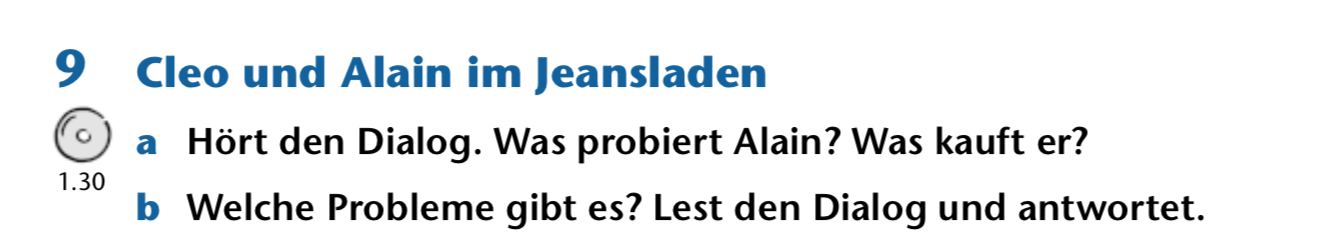 9 Cleo und Alain im Jeansladen
a Hört den Dialog. Was probiert Alain? Was kauft er?
1.30
b Welche Probleme gibt es? Lest den Dialog und antwortet.